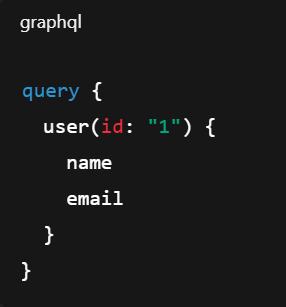 graphql
query {
  user(id: "1") {
    name
    email
  }
}